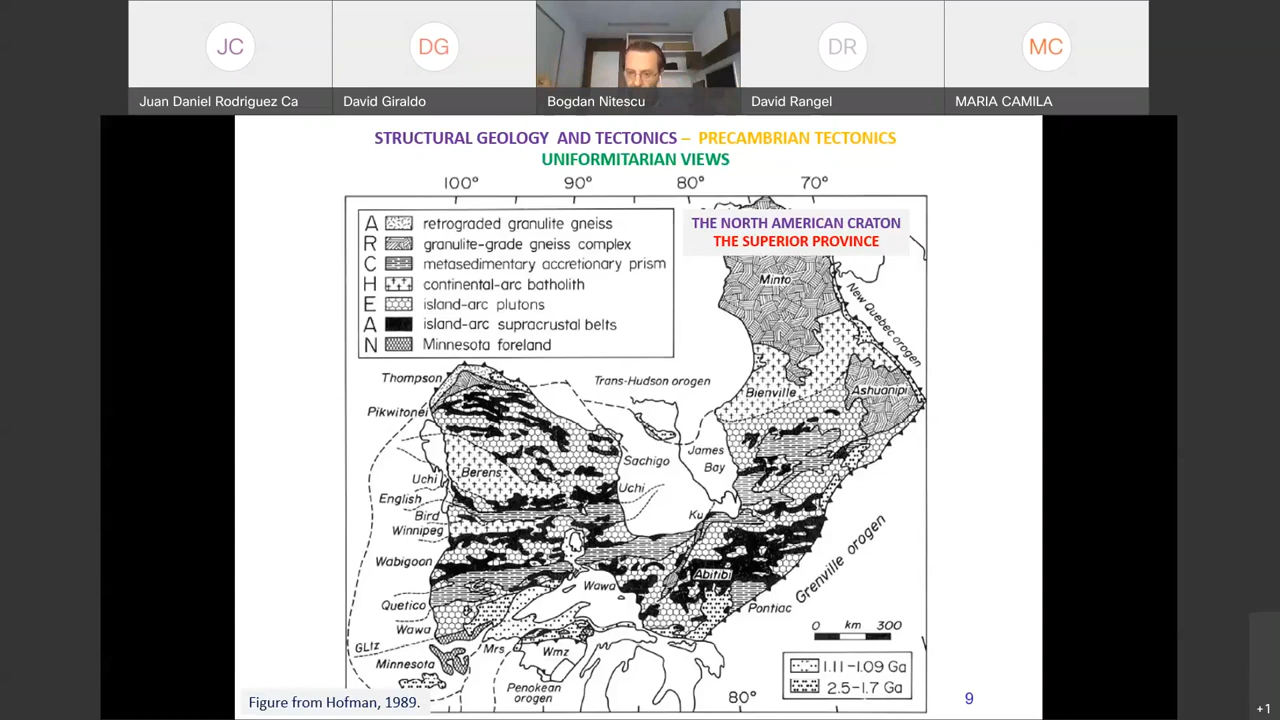 JC
DG
DR
MC
Juan Daniel Rodriguez Ca
David Giraldo
Bogdan Nitescu
David Rangel
MARIA CAMILA
STRUCTURAL GEOLOGY AND TECTONICS – PRECAMBRIAN TECTONICS
UNIFORMITARIAN VIEWS
100° 90° 80° 70°
A retrograded granulite gneiss
R granulite-grade gneiss complex
C metasedimentary accretionary prism
H continental-arc batholith
E island-arc plutons
A island-arc supracrustal belts
N Minnesota foreland
THE NORTH AMERICAN CRATON
THE SUPERIOR PROVINCE
Minto
New Quebec orogen
Thompson
Trans-Hudson orogen
Bienville
Ashuanipi
Pikwitonei
Sachigo
James
Bay
Berens
Uchi
Uchi
English
Bird
Ku
Winnipeg
Wabigoon
Abitibi
Grenville orogen
Wawa
Quetico
Pontiac
Wawa
0 km 300
GLtz
Mrs
Wmz
Minnesota
1.11-1.09 Ga
2.5-1.7 Ga
Penokean
orogen
80°
Figure from Hofman, 1989.
9
+1